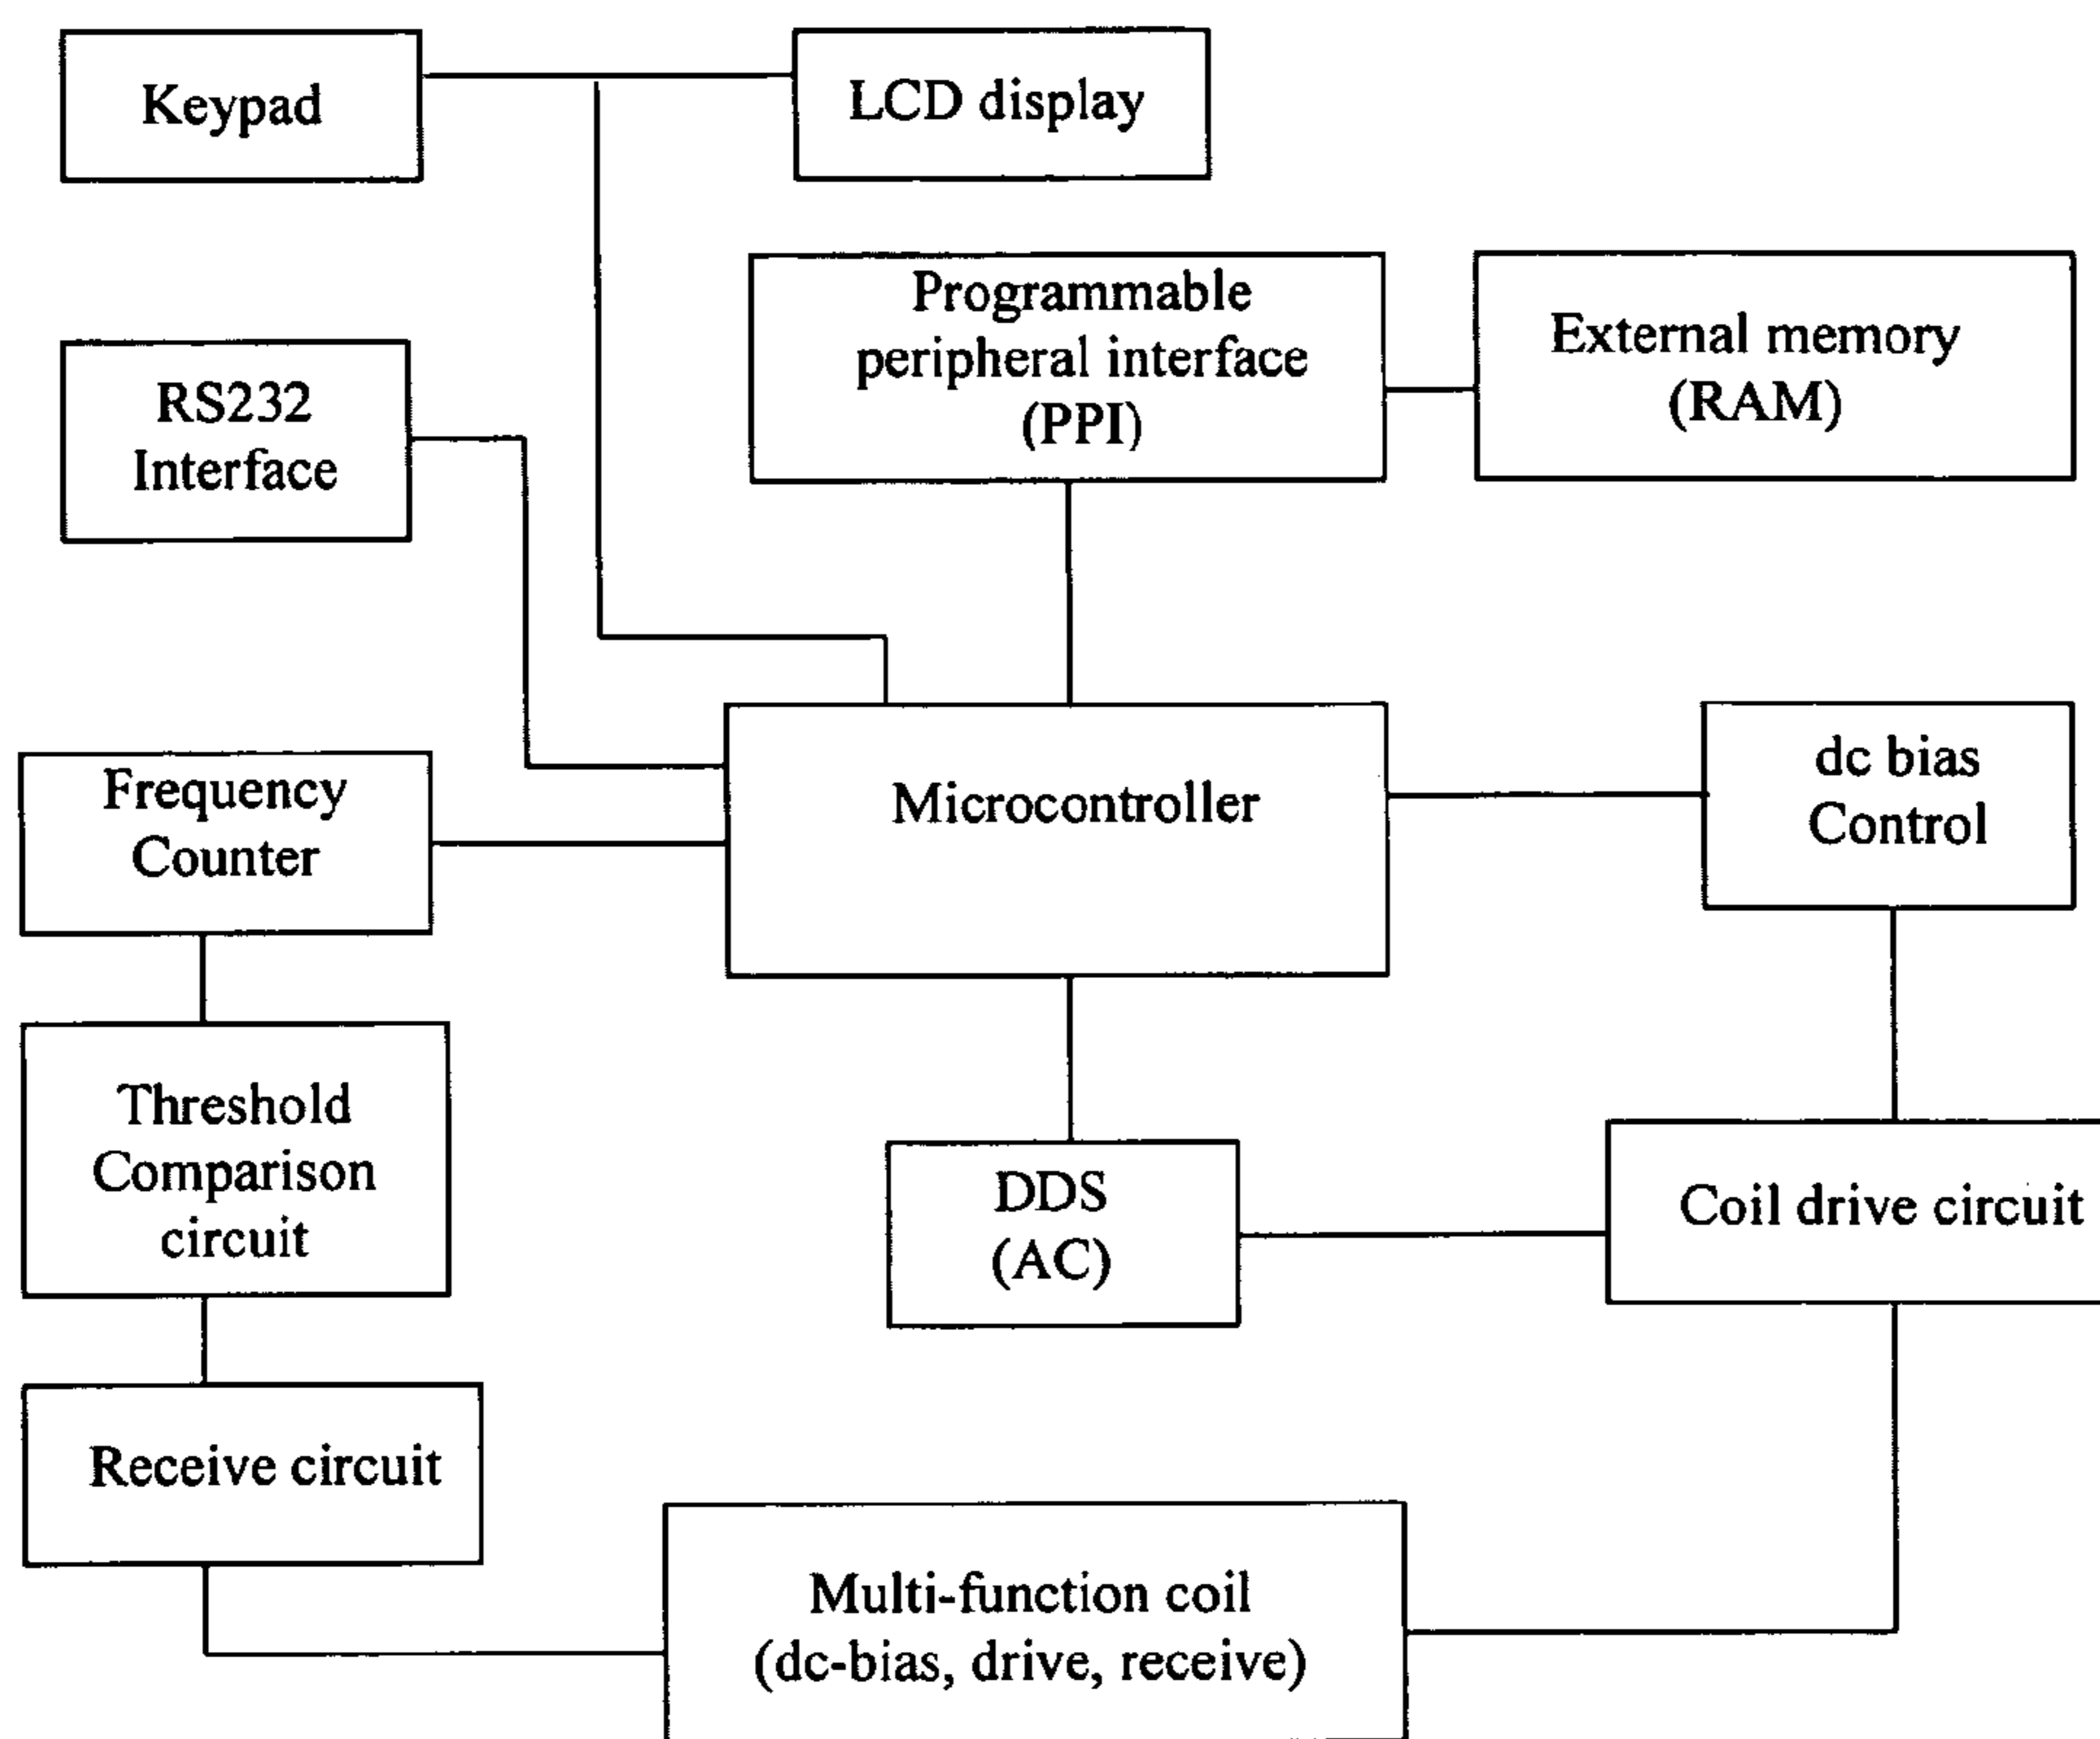 Keypad
LCD display
Programmable
peripheral interface
(PPI)
External memory
(RAM)
RS232
Interface
Frequency
Counter
Microcontroller
dc bias
Control
Threshold
Comparison
circuit
DDS
(AC)
Coil drive circuit
Receive circuit
Multi-function coil
(dc-bias, drive, receive)